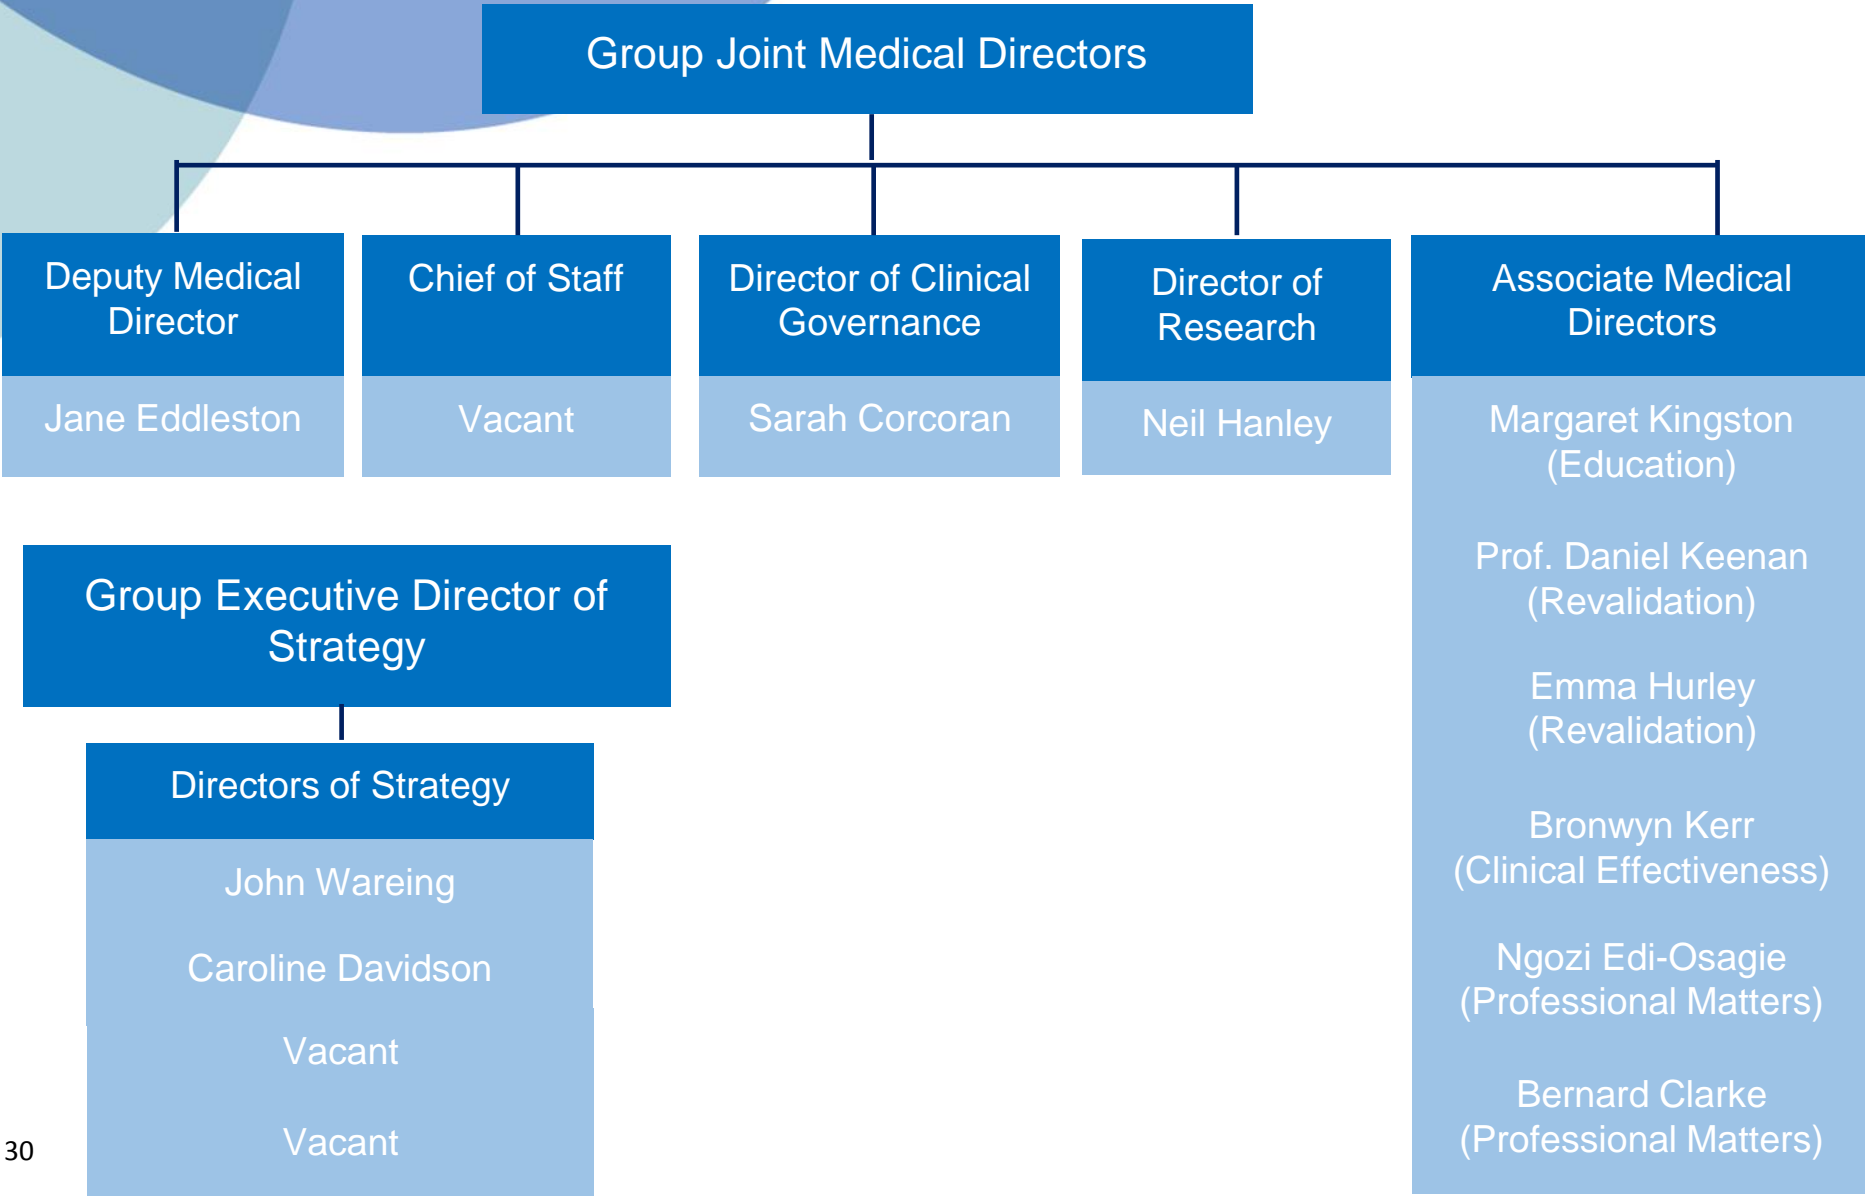 Group Joint Medical Directors
Deputy Medical
Director
Jane Eddleston
Chief of Staff
Vacant
Director of Clinical
Governance
Sarah Corcoran
Director of
Research
Neil Hanley
Associate Medical
Directors
Margaret Kingston
(Education)
Prof. Daniel Keenan
(Revalidation)
Emma Hurley
(Revalidation)
Bronwyn Kerr
(Clinical Effectiveness)
Ngozi Edi-Osagie
(Professional Matters)
Bernard Clarke
(Professional Matters)
Group Executive Director of
Strategy
Directors of Strategy
John Wareing
Caroline Davidson
Vacant
Vacant
30